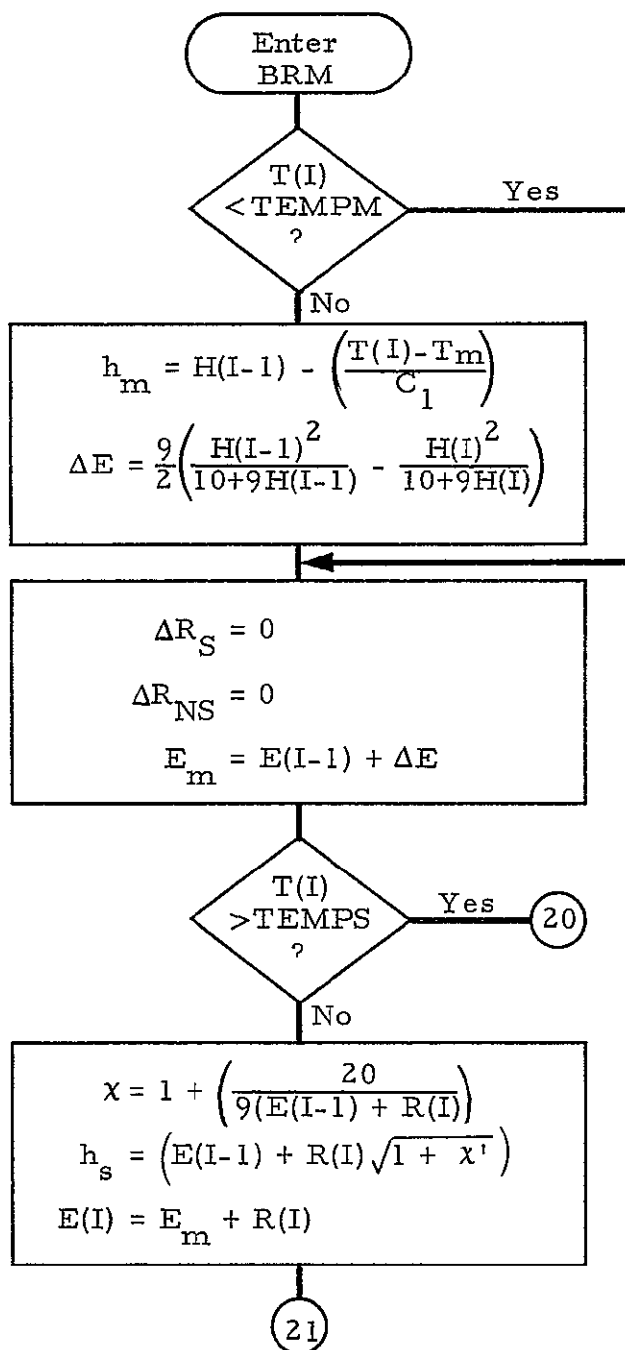 Enter
BRM
T(I)
<TEMPM
?
Yes
No
h_m = H(I-1) - (T(I)-Tm / C_1)
ΔE = 9/2 (H(I-1)^2 / 10+9H(I-1) - H(I)^2 / 10+9H(I))
ΔR_S = 0
ΔR_NS = 0
E_m = E(I-1) + ΔE
T(I)
>TEMPS
?
Yes
20
No
χ = 1 + (20 / 9(E(I-1) + R(I))
h_s = (E(I-1) + R(I) √1 + χ')
E(I) = E_m + R(I)
21